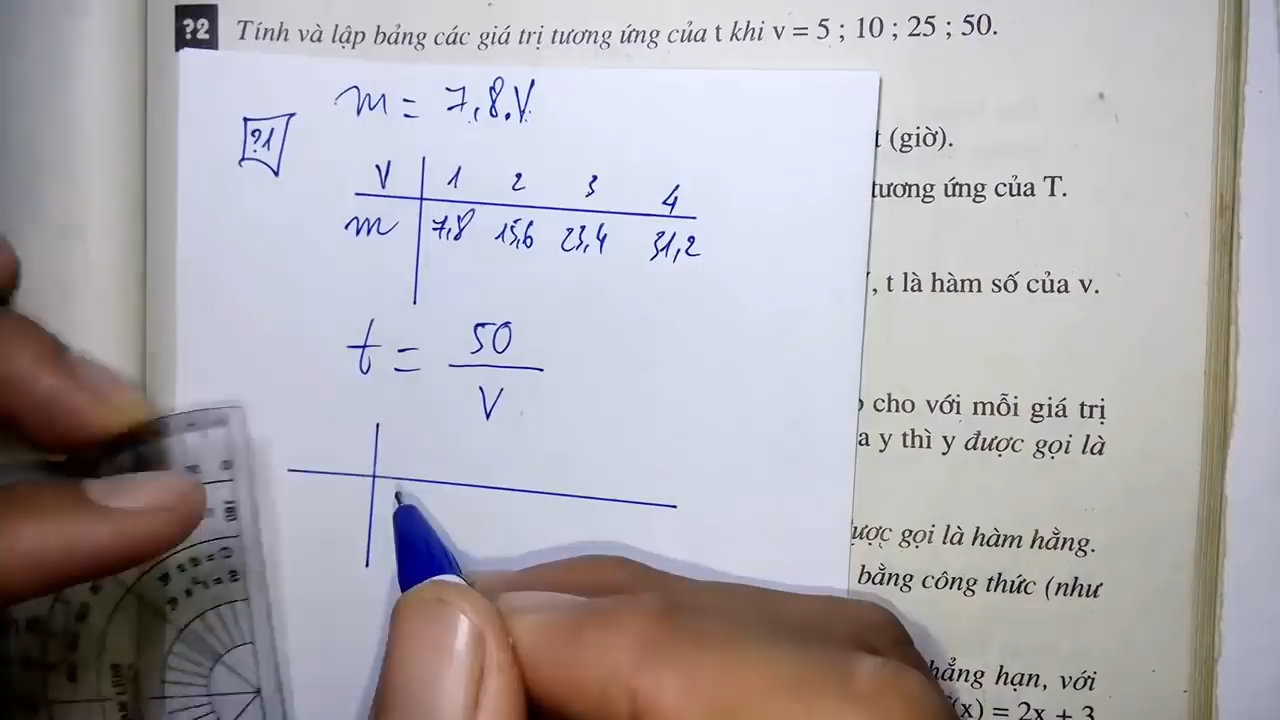 ?2 Tính và lập bảng các giá trị tương ứng của t khi v = 5 ; 10 ; 25 ; 50.
m = 7,8.V
?1
V 1 2 3 4
m 7,8 15,6 23,4 31,2
t = 50 / V
t (giờ).
tương ứng của T.
, t là hàm số của v.
cho với mỗi giá trị
a y thì y được gọi là
ược gọi là hàm hằng.
bằng công thức (như
hẳng hạn, với
(x) = 2x + 3